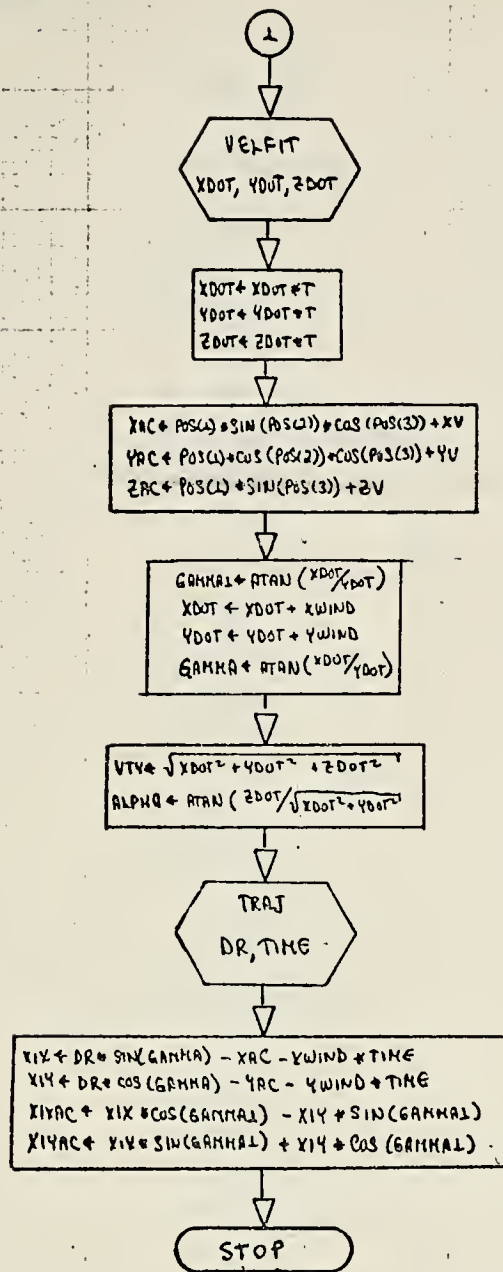 1
VELFIT
XDOT, YDOT, ZDOT
XDOT ← XDOT * T
YDOT ← YDOT * T
ZDOT ← ZDOT * T
XAC ← POS(1) * SIN(POS(2)) * COS(POS(3)) + XV
YAC ← POS(1) * COS(POS(2)) * COS(POS(3)) + YV
ZAC ← POS(1) * SIN(POS(3)) + ZV
GAMMA1 ← ATAN(XDOT/YDOT)
XDOT ← XDOT + XWIND
YDOT ← YDOT + YWIND
GAMMA ← ATAN(XDOT/YDOT)
VTY ← √XDOT² + YDOT² + ZDOT²
ALPHA ← ATAN(ZDOT/√XDOT² + YDOT²
TRAJ
DR, TIME
XIX ← DR * SIN(GAMMA) - XAC - XWIND * TIME
XIY ← DR * COS(GAMMA) - YAC - YWIND * TIME
XIXAC ← XIX * COS(GAMMA1) - XIY * SIN(GAMMA1)
XIYAC ← XIX * SIN(GAMMA1) + XIY * COS(GAMMA1)
STOP